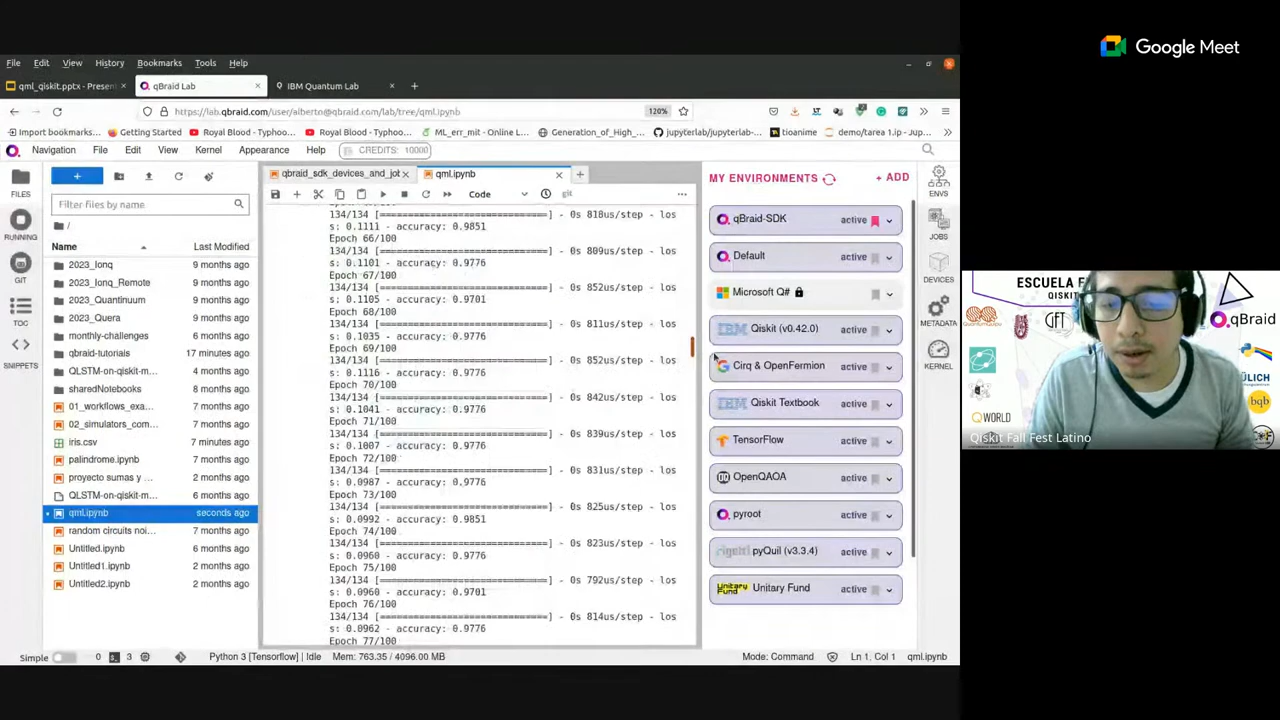 Google Meet
File Edit View History Bookmarks Tools Help
qml_qiskit.pptx - Presen
qBraid Lab
IBM Quantum Lab
https://lab.qbraid.com/user/alberto@qbraid.com/lab/tree/qml.ipynb
120%
Import bookmarks...
Getting Started
Royal Blood - Typhoo...
Royal Blood - Typhoo...
ML_err_mit - Online L...
Generation_of_High_...
jupyterlab/jupyterlab-...
tioanime
demo/tarea 1.ip - Jup...
Navigation File Edit View Kernel Appearance Help
CREDITS: 10000
FILES
RUNNING
GIT
TOC
SNIPPETS
Filter files by name
/
Name Last Modified
2023_Ionq 9 months ago
2023_Ionq_Remote 9 months ago
2023_Quantinuum 9 months ago
2023_Quera 9 months ago
monthly-challenges 6 months ago
qbraid-tutorials 17 minutes ago
QLSTM-on-qiskit-m... 4 months ago
sharedNotebooks 9 months ago
01_workflows_exa... 7 months ago
02_simulators_com... 7 months ago
iris.csv 7 minutes ago
palindrome.ipynb 7 months ago
proyecto sumas y ... 2 months ago
QLSTM-on-qiskit-m... 6 months ago
qml.ipynb seconds ago
random circuits noi... 7 months ago
Untitled.ipynb 6 months ago
Untitled1.ipynb 2 months ago
Untitled2.ipynb 2 months ago
qbraid_sdk_devices_and_jot
qml.ipynb
Code
git
134/134 [==============================] - 0s 818us/step - los
s: 0.1111 - accuracy: 0.9851
Epoch 66/100
134/134 [==============================] - 0s 809us/step - los
s: 0.1101 - accuracy: 0.9776
Epoch 67/100
134/134 [==============================] - 0s 852us/step - los
s: 0.1105 - accuracy: 0.9701
Epoch 68/100
134/134 [==============================] - 0s 811us/step - los
s: 0.1035 - accuracy: 0.9776
Epoch 69/100
134/134 [==============================] - 0s 852us/step - los
s: 0.1116 - accuracy: 0.9776
Epoch 70/100
134/134 [==============================] - 0s 842us/step - los
s: 0.1041 - accuracy: 0.9776
Epoch 71/100
134/134 [==============================] - 0s 839us/step - los
s: 0.1007 - accuracy: 0.9776
Epoch 72/100
134/134 [==============================] - 0s 831us/step - los
s: 0.0987 - accuracy: 0.9776
Epoch 73/100
134/134 [==============================] - 0s 825us/step - los
s: 0.0992 - accuracy: 0.9851
Epoch 74/100
134/134 [==============================] - 0s 823us/step - los
s: 0.0960 - accuracy: 0.9776
Epoch 75/100
134/134 [==============================] - 0s 792us/step - los
s: 0.0960 - accuracy: 0.9701
Epoch 76/100
134/134 [==============================] - 0s 814us/step - los
s: 0.0962 - accuracy: 0.9776
Epoch 77/100
MY ENVIRONMENTS
+ ADD
qBraid-SDK active
Default active
Microsoft Q#
IBM Qiskit (v0.42.0) active
Cirq & OpenFermion active
IBM Qiskit Textbook active
TensorFlow active
OpenQAOA active
pyroot active
rigetti pyQuil (v3.3.4) active
Unitary Fund Unitary Fund active
ENVS
JOBS
DEVICES
METADATA
KERNEL
Simple 0 3
Python 3 [Tensorflow] | Idle
Mem: 763.35 / 4096.00 MB
Mode: Command
Ln 1, Col 1
qml.ipynb
ESCUELA F
QISKIT
GFT
qBraid
QWORLD
ÜLICH
bqb
Qiskit Fall Fest Latino